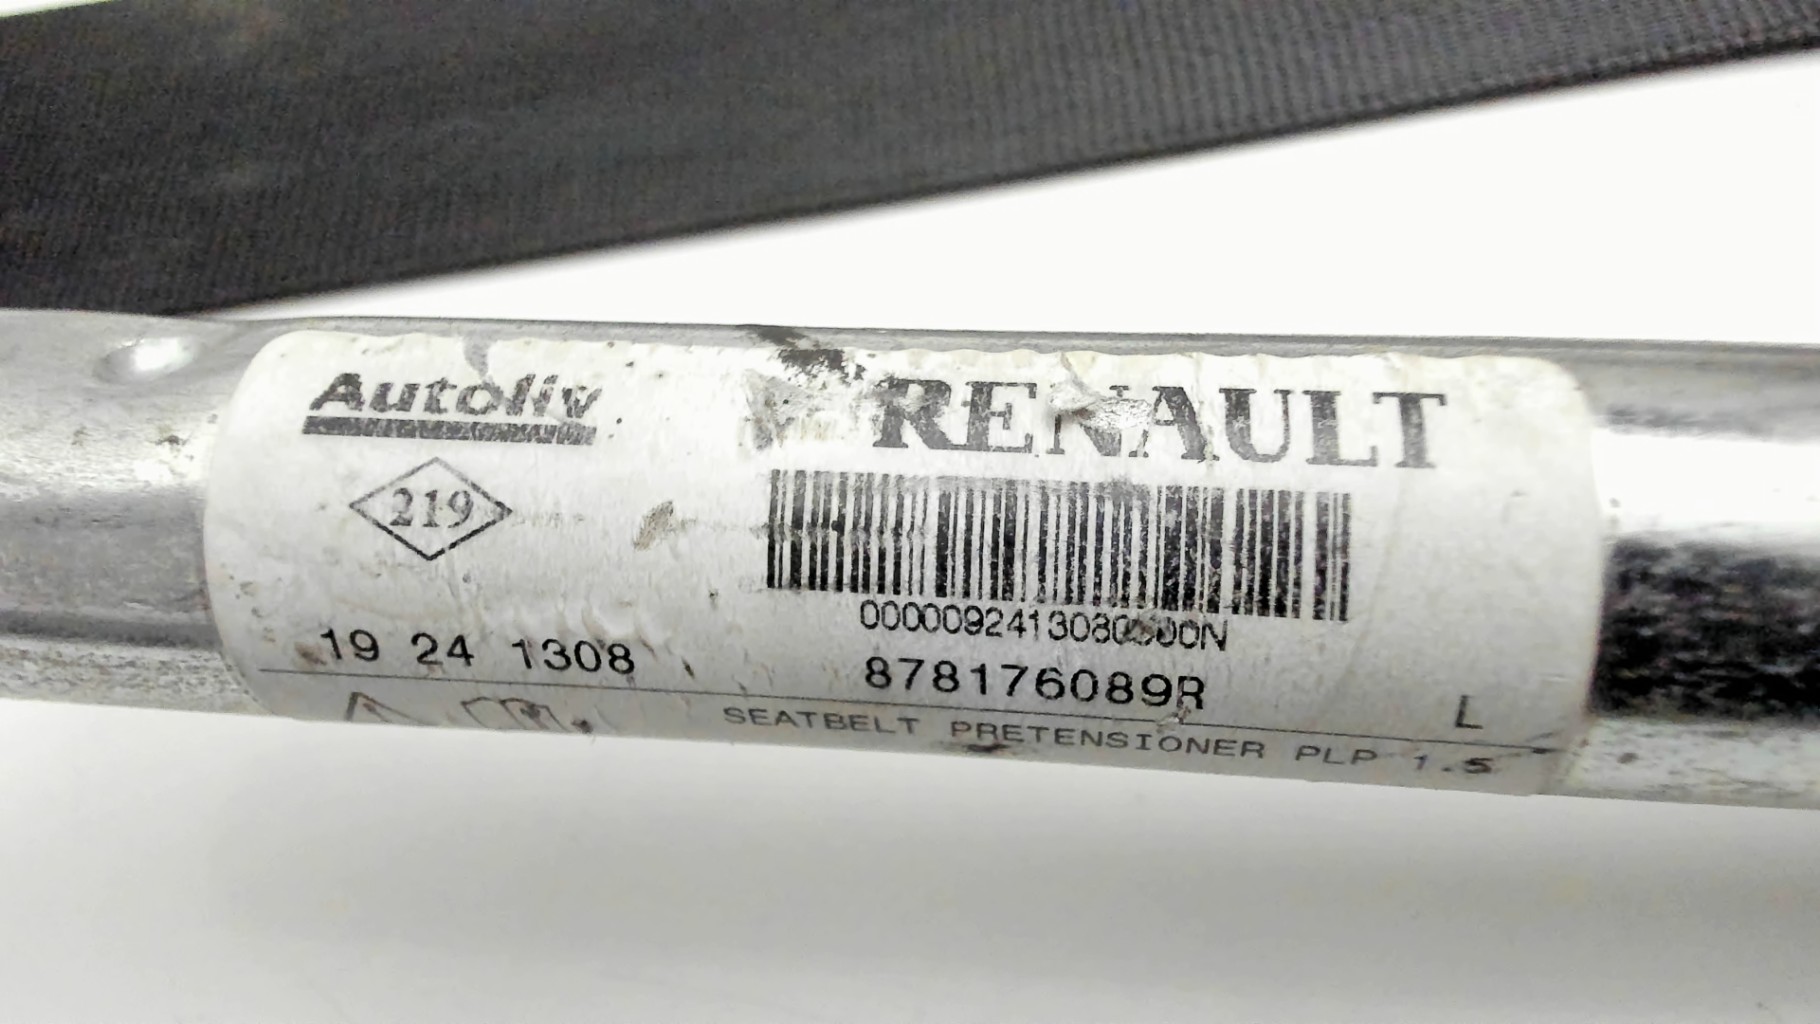 Autoliv
RENAULT
219
19 24 1308
878176089R
L
SEATBELT PRETENSIONER PLP 1.5